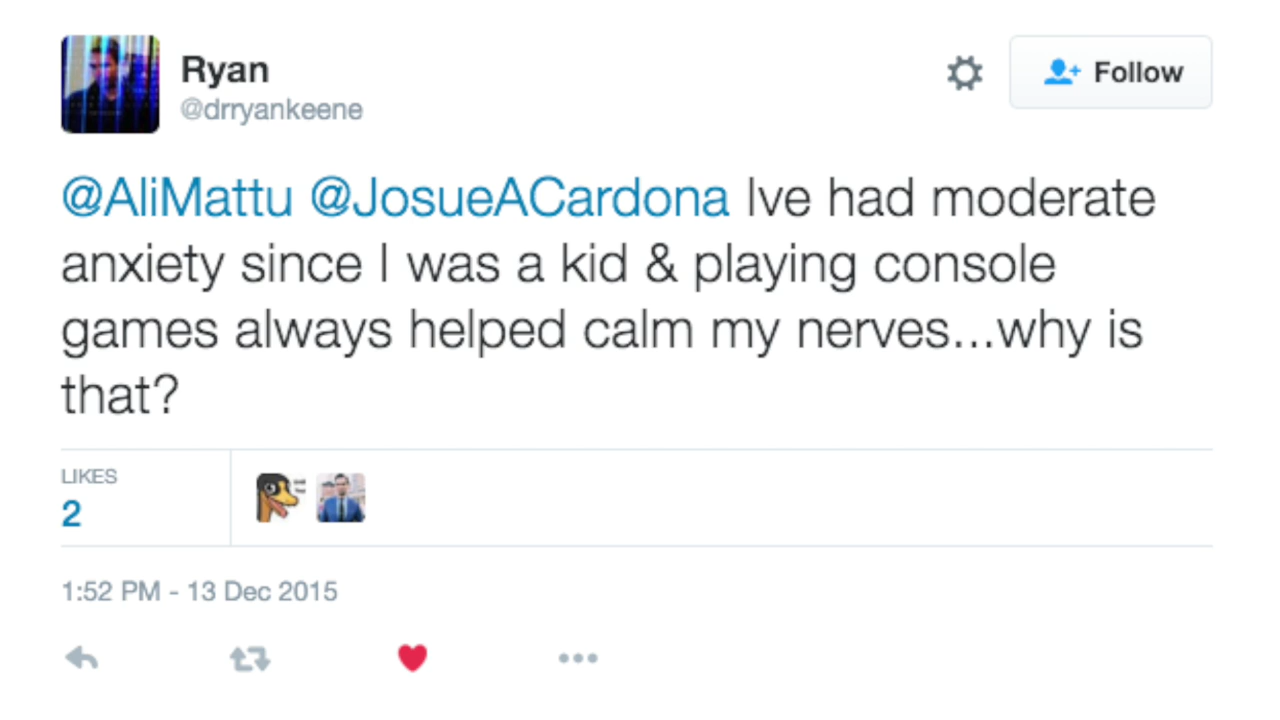 Ryan
@drryankeene
Follow
@AliMattu @JosueACardona Ive had moderate
anxiety since I was a kid & playing console
games always helped calm my nerves...why is
that?
LIKES
2
1:52 PM - 13 Dec 2015